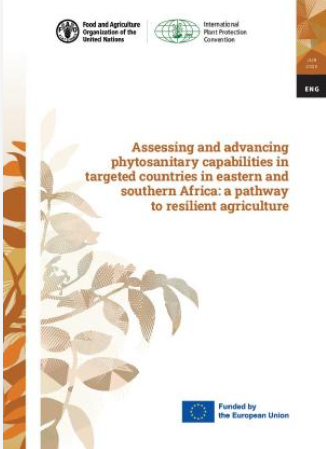 Food and Agriculture
Organization of the
United Nations
International
Plant Protection
Convention
JUN
ENG
Assessing and advancing
phytosanitary capabilities in
targeted countries in eastern and
southern Africa: a pathway
to resilient agriculture
Funded by
the European Union